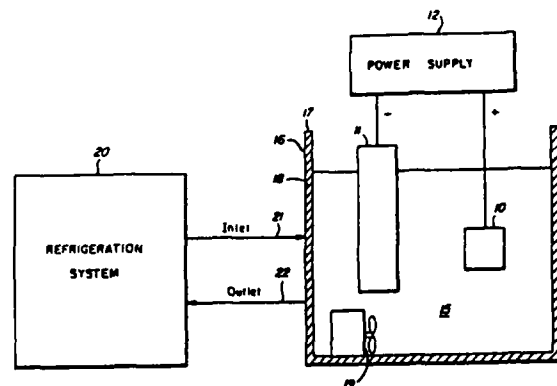 12
POWER SUPPLY
17
11
-
+
16
20
18
10
21
Inlet
REFRIGERATION
SYSTEM
22
Outlet
15
19